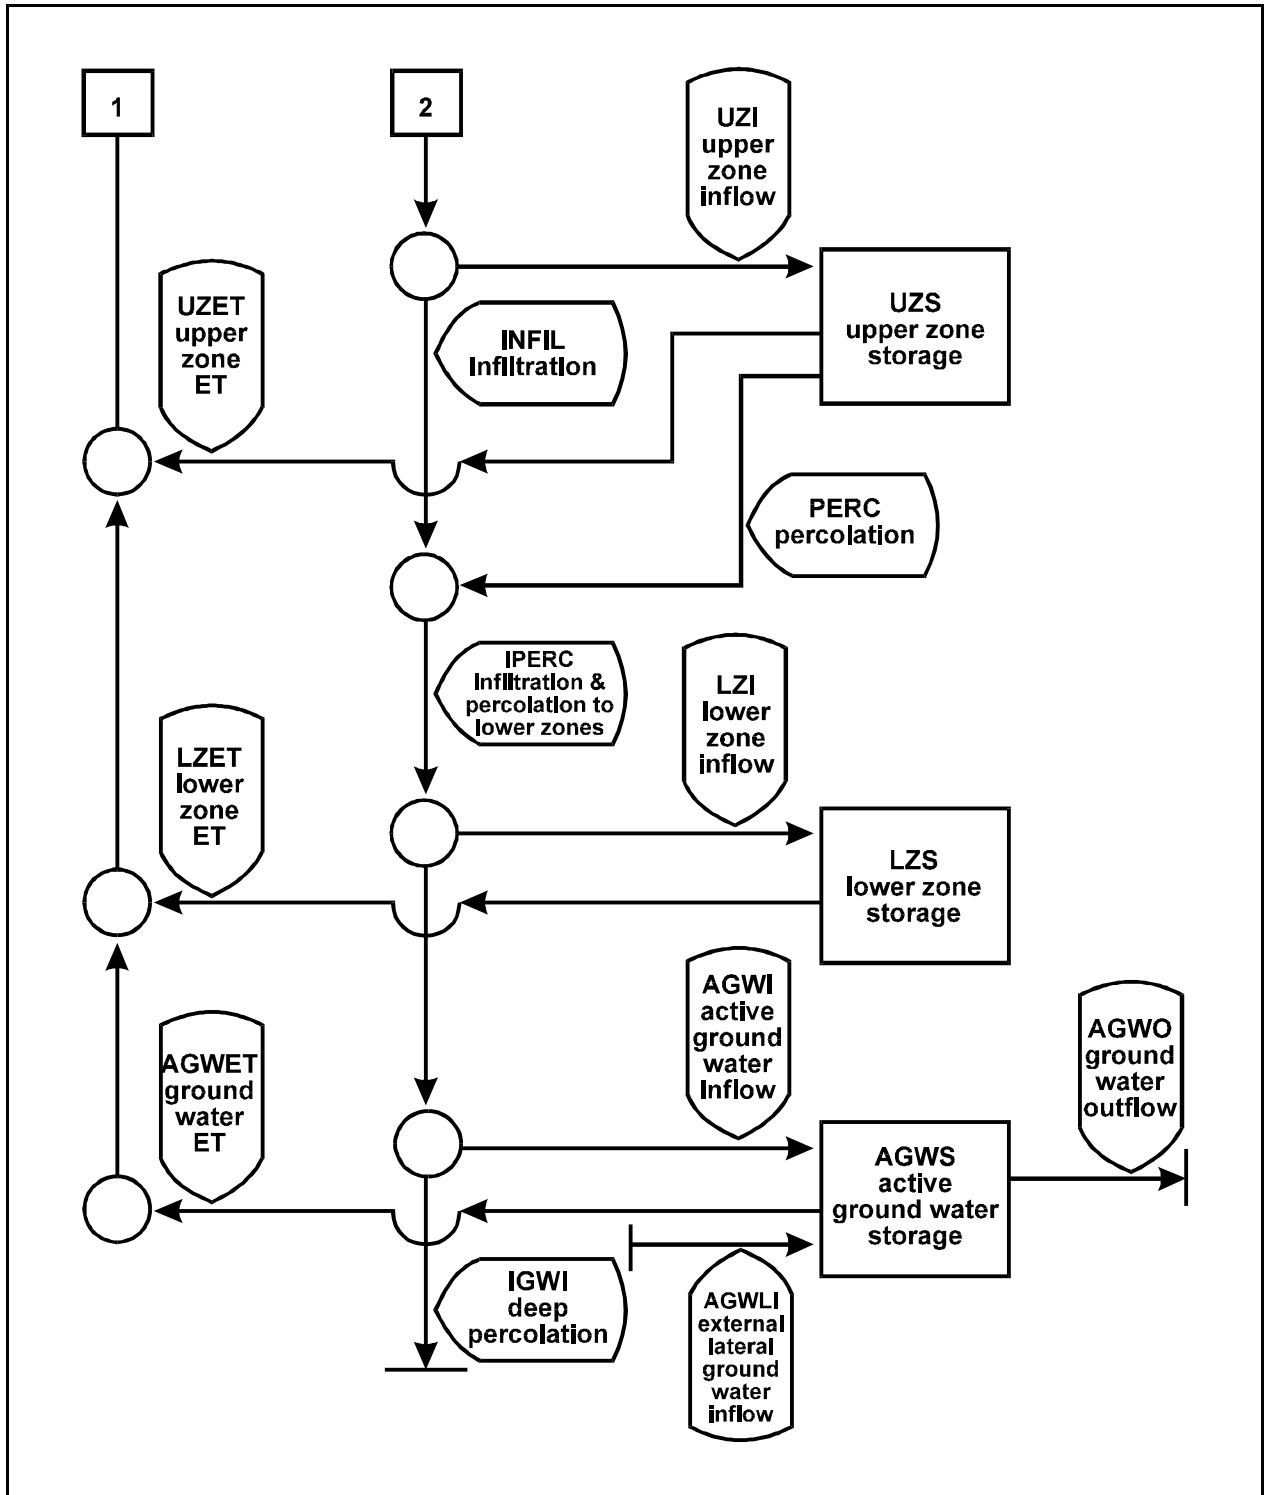 1
2
UZI
upper
zone
inflow
UZET
upper
zone
ET
INFIL
Infiltration
UZS
upper zone
storage
PERC
percolation
IPERC
Infiltration &
percolation to
lower zones
LZI
lower
zone
inflow
LZET
lower
zone
ET
LZS
lower zone
storage
AGWI
active
ground
water
Inflow
AGWO
ground
water
outflow
AGWET
ground
water
ET
AGWS
active
ground water
storage
IGWI
deep
percolation
AGWLI
external
lateral
ground
water
inflow